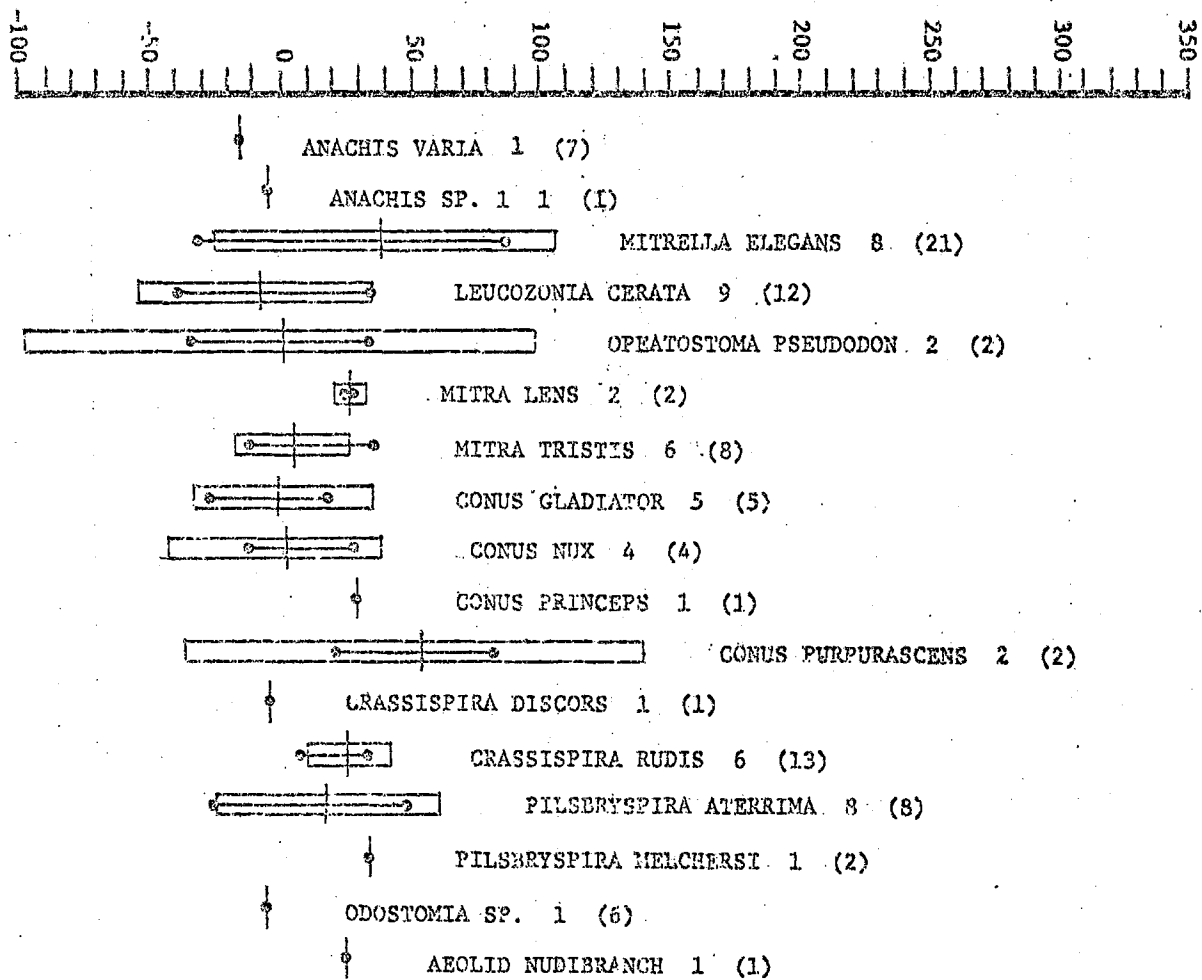 -100 -50 0 50 100 150 200 250 300 350
ANACHIS VARIA 1 (7)
ANACHIS SP. 1 1 (1)
MITRELLA ELEGANS 8 (21)
LEUCOZONIA CERATA 9 (12)
OPEATOSTOMA PSEUDODON 2 (2)
MITRA LENS 2 (2)
MITRA TRISTIS 6 (8)
CONUS GLADIATOR 5 (5)
CONUS NUX 4 (4)
CONUS PRINCEPS 1 (1)
CONUS PURPURASCENS 2 (2)
CRASSISPIRA DISCORS 1 (1)
CRASSISPIRA RUDIS 6 (13)
PILSBRYSPIRA ATERRIMA 8 (8)
PILSBRYSPIRA MELCHERSI 1 (2)
ODOSTOMIA SP. 1 (6)
AEOLID NUDIBRANCH 1 (1)